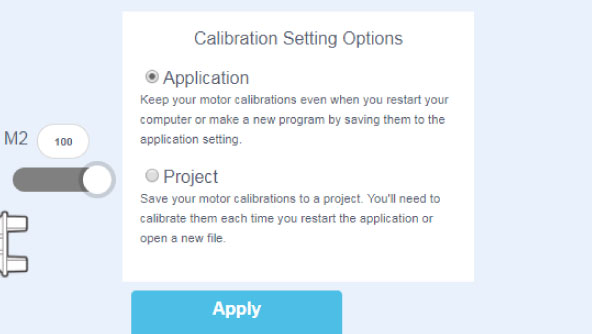 Calibration Setting Options
Application
Keep your motor calibrations even when you restart your
computer or make a new program by saving them to the
application setting.
M2 100
Project
Save your motor calibrations to a project. You'll need to
calibrate them each time you restart the application or
open a new file.
Apply